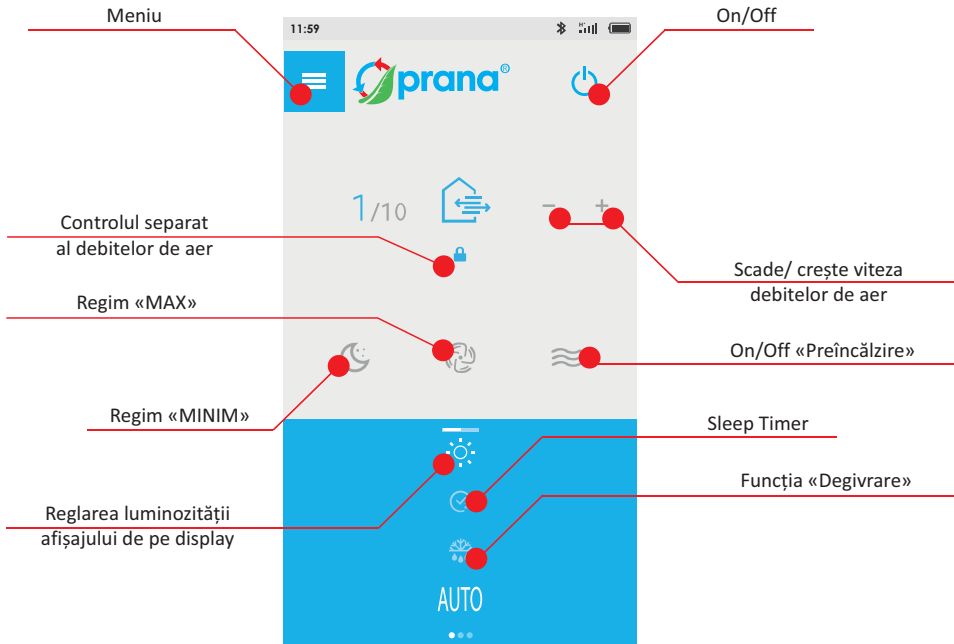 Meniu
On/Off
11:59
prana®
1/10
− +
Controlul separat
al debitelor de aer
Scade/ crește viteza
debitelor de aer
Regim «MAX»
On/Off «Preîncălzire»
Regim «MINIM»
Sleep Timer
Funcția «Degivrare»
Reglarea luminozității
afișajului de pe display
AUTO